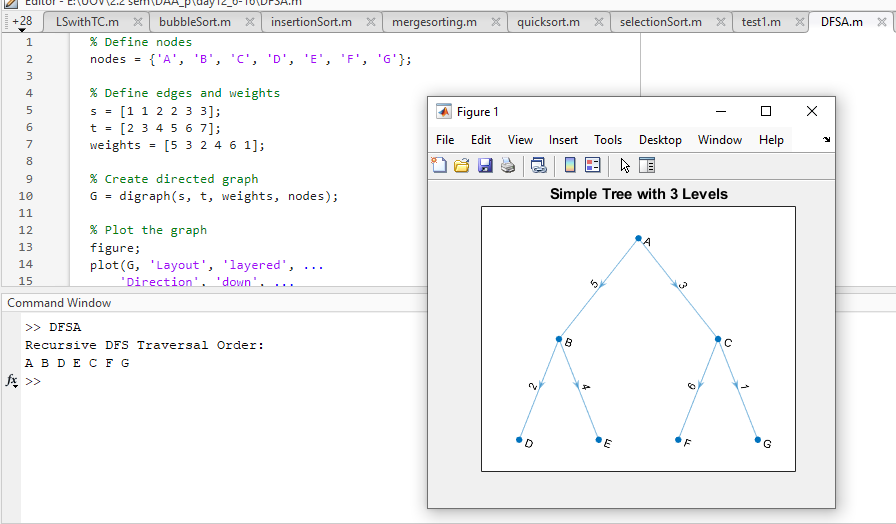 Editor - E:\UOV\2.2 sem\DAA_p\day12_6-16\DFSA.m
+28 LSwithTC.m bubbleSort.m insertionSort.m mergesorting.m quicksort.m selectionSort.m test1.m DFSA.m
1 % Define nodes
2 nodes = {'A', 'B', 'C', 'D', 'E', 'F', 'G'};
3
4 % Define edges and weights
5 s = [1 1 2 2 3 3];
6 t = [2 3 4 5 6 7];
7 weights = [5 3 2 4 6 1];
8
9 % Create directed graph
10 G = digraph(s, t, weights, nodes);
11
12 % Plot the graph
13 figure;
14 plot(G, 'Layout', 'layered', ...
15 'Direction', 'down', ...
Command Window
>> DFSA
Recursive DFS Traversal Order:
A B D E C F G
fx >>
Figure 1
File Edit View Insert Tools Desktop Window Help
Simple Tree with 3 Levels
A
5 3
B C
2 4 6 1
D E F G